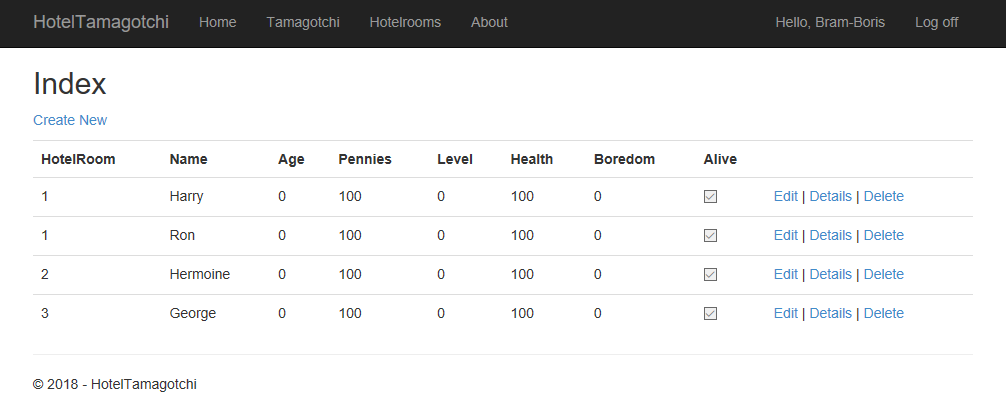 HotelTamagotchi Home Tamagotchi Hotelrooms About Hello, Bram-Boris Log off
Index
Create New
HotelRoom Name Age Pennies Level Health Boredom Alive
1 Harry 0 100 0 100 0 Edit | Details | Delete
1 Ron 0 100 0 100 0 Edit | Details | Delete
2 Hermoine 0 100 0 100 0 Edit | Details | Delete
3 George 0 100 0 100 0 Edit | Details | Delete
© 2018 - HotelTamagotchi